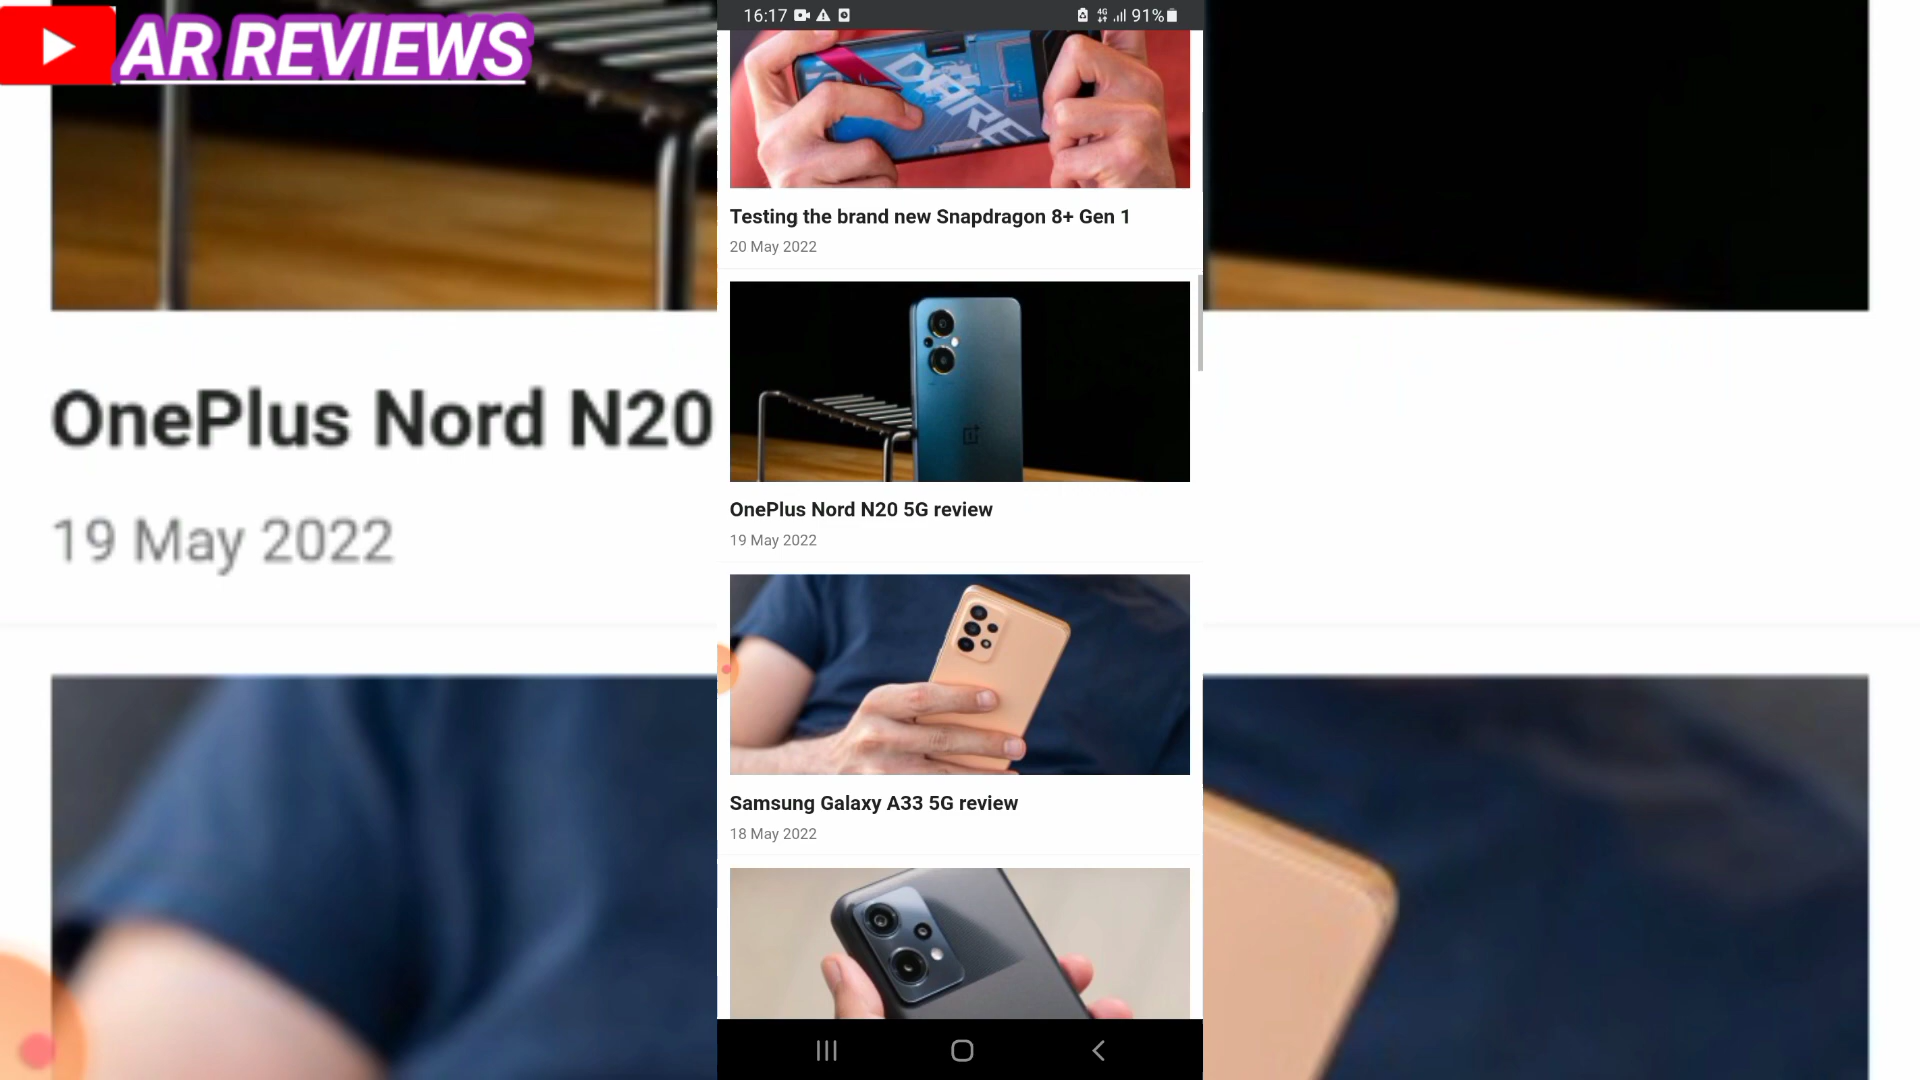 AR REVIEWS
16:17
4G
91%
DARE
Testing the brand new Snapdragon 8+ Gen 1
20 May 2022
OnePlus Nord N20 5G review
19 May 2022
Samsung Galaxy A33 5G review
18 May 2022
OnePlus Nord N20
19 May 2022